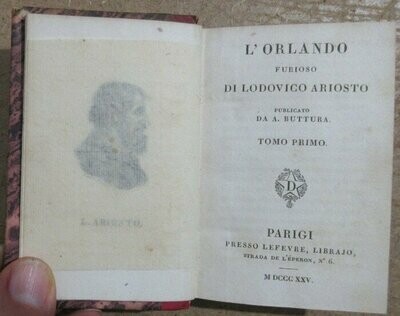 L. ARIOSTO.
L'ORLANDO
FURIOSO
DI LODOVICO ARIOSTO
PUBLICATO
DA A. BUTTURA.
TOMO PRIMO.
D
PARIGI
PRESSO LEFEVRE, LIBRAJO,
STRADA DE L'ÉPERON, N° 6.
M DCCC XXV.